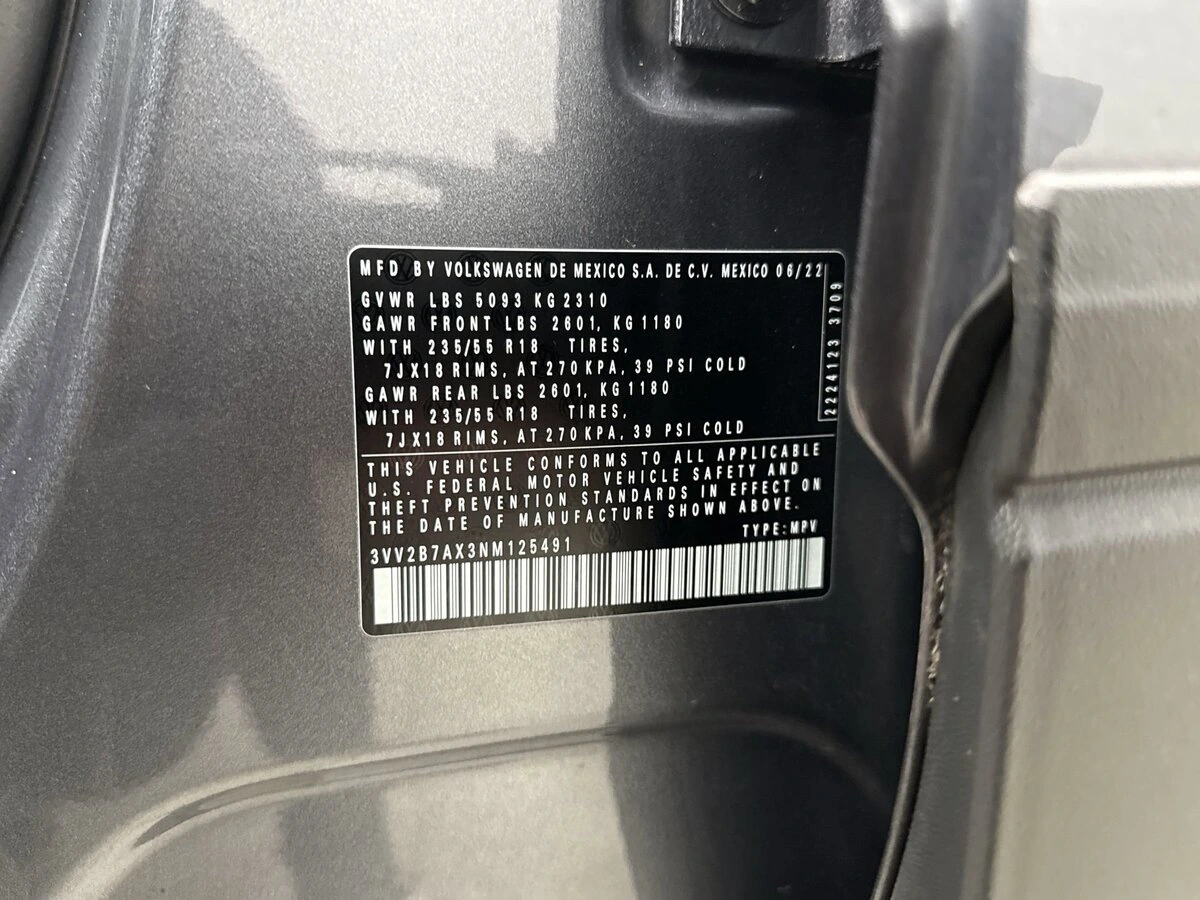 MFD BY VOLKSWAGEN DE MEXICO S.A. DE C.V. MEXICO 06/22
GVWR LBS 5093 KG 2310
GAWR FRONT LBS 2601, KG 1180
WITH 235/55 R18 TIRES,
7J X18 RIMS, AT 270 KPA, 39 PSI COLD
GAWR REAR LBS 2601, KG 1180
WITH 235/55 R18 TIRES,
7J X18 RIMS, AT 270 KPA, 39 PSI COLD
2224123 3709
THIS VEHICLE CONFORMS TO ALL APPLICABLE
U.S. FEDERAL MOTOR VEHICLE SAFETY AND
THEFT PREVENTION STANDARDS IN EFFECT ON
THE DATE OF MANUFACTURE SHOWN ABOVE.
TYPE: MPV
3VV2B7AX3NM125491